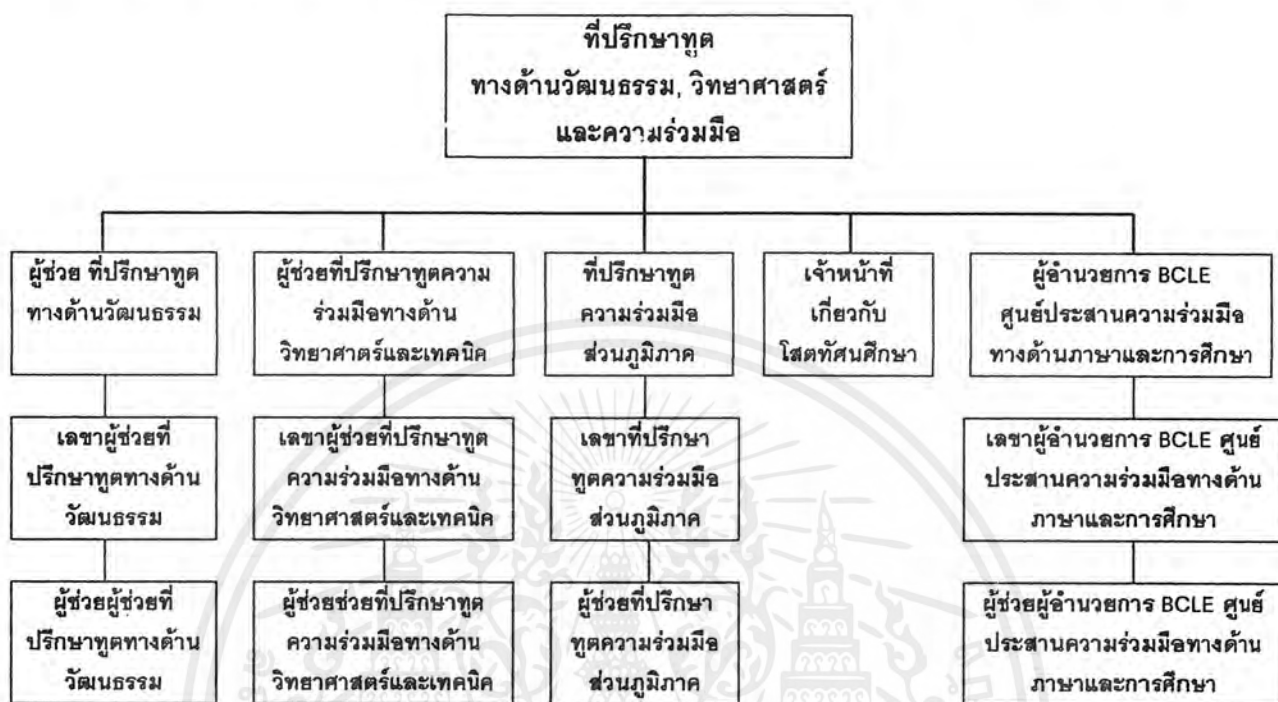 ที่ปรึกษาทูต
ทางด้านวัฒนธรรม, วิทยาศาสตร์
และความร่วมมือ
ผู้ช่วย ที่ปรึกษาทูต
ทางด้านวัฒนธรรม
ผู้ช่วยที่ปรึกษาทูตความ
ร่วมมือทางด้าน
วิทยาศาตร์และเทคนิค
ที่ปรึกษาทูต
ความร่วมมือ
ส่วนภูมิภาค
เจ้าหน้าที่
เกี่ยวกับ
โสตทัศนศึกษา
ผู้อำนวยการ BCLE
ศูนย์ประสานความร่วมมือ
ทางด้านภาษาและการศึกษา
เลขาผู้ช่วยที่
ปรึกษาทูตทางด้าน
วัฒนธรรม
เลขาผู้ช่วยที่ปรึกษาทูต
ความร่วมมือทางด้าน
วิทยาศาสตร์และเทคนิค
เลขาที่ปรึกษา
ทูตความร่วมมือ
ส่วนภูมิภาค
เลขาผู้อำนวยการ BCLE ศูนย์
ประสานความร่วมมือทางด้าน
ภาษาและการศึกษา
ผู้ช่วยผู้ช่วยที่
ปรึกษาทูตทางด้าน
วัฒนธรรม
ผู้ช่วยช่วยที่ปรึกษาทูต
ความร่วมมือทางด้าน
วิทยาศาสตร์และเทคนิค
ผู้ช่วยที่ปรึกษา
ทูตความร่วมมือ
ส่วนภูมิภาค
ผู้ช่วยผู้อำนวยการ BCLE ศูนย์
ประสานความร่วมมือทางด้าน
ภาษาและการศึกษา